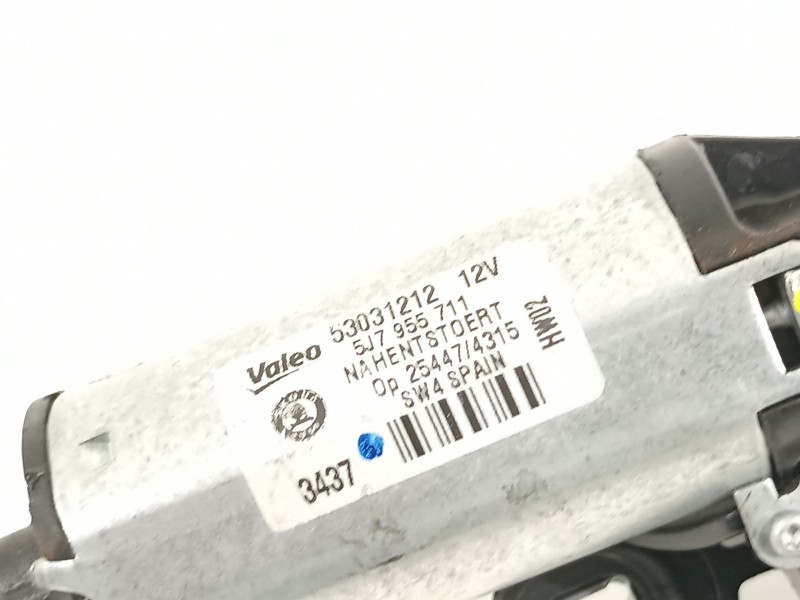 Valeo 53031212 12V
5J7 955 711
NAHENTSTOERT
Op 25447/4315
SW4 SPAIN
HW02
3437